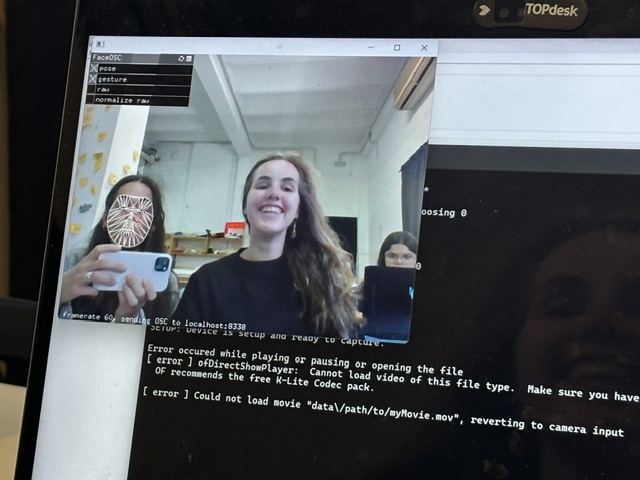 TOPdesk
FaceOSC
pose
gesture
raw
normalize raw
oosing 0
0
Framerate 60, sending OSC to localhost:8338
SETUP: Device is setup and ready to capture.
Error occured while playing or pausing or opening the file
[ error ] ofDirectShowPlayer: Cannot load video of this file type. Make sure you have
OF recommends the free K-Lite Codec pack.
[ error ] Could not load movie "data\/path/to/myMovie.mov", reverting to camera input